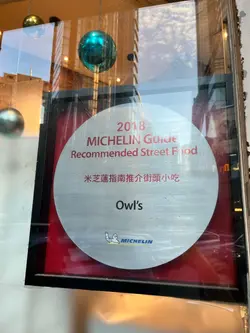 2018
MICHELIN GUIDE
Recommended Street Food
米芝蓮指南推介街頭小吃
Owl's
MICHELIN